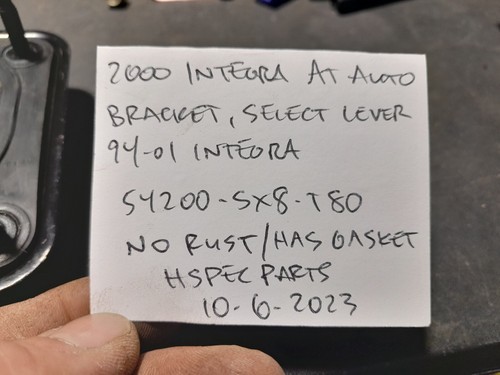 2000 INTEGRA AT AUTO
BRACKET, SELECT LEVER
94-01 INTEGRA
54200-SX8-T80
NO RUST/HAS GASKET
HSPEC PARTS
10-6-2023